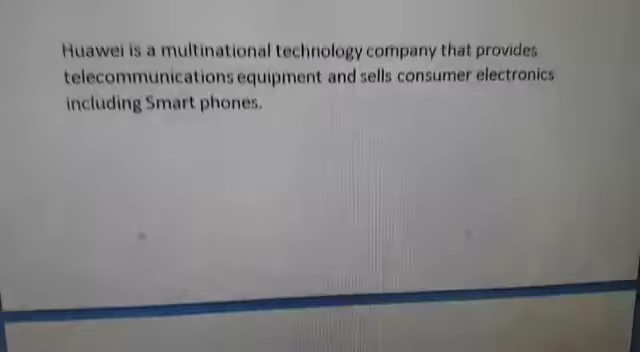 Huawei is a multinational technology company that provides
telecommunications equipment and sells consumer electronics
including Smart phones.